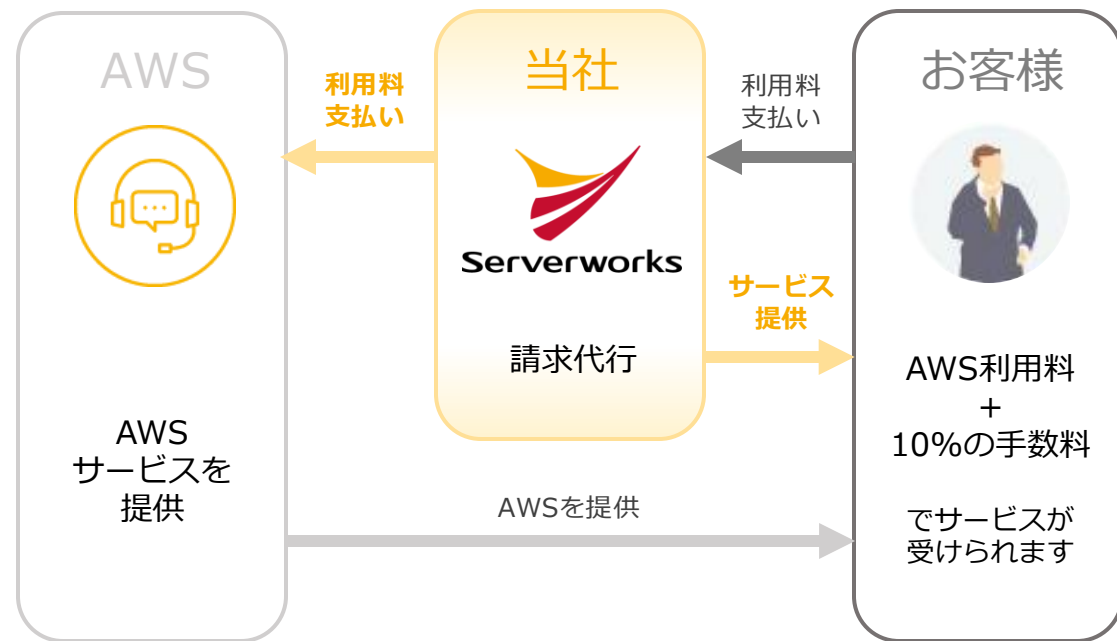 AWS
利用料
支払い
当社
利用料
支払い
お客様
Serverworks
サービス
提供
請求代行
AWS利用料
+
10%の手数料
AWS
サービスを
提供
AWSを提供
でサービスが
受けられます